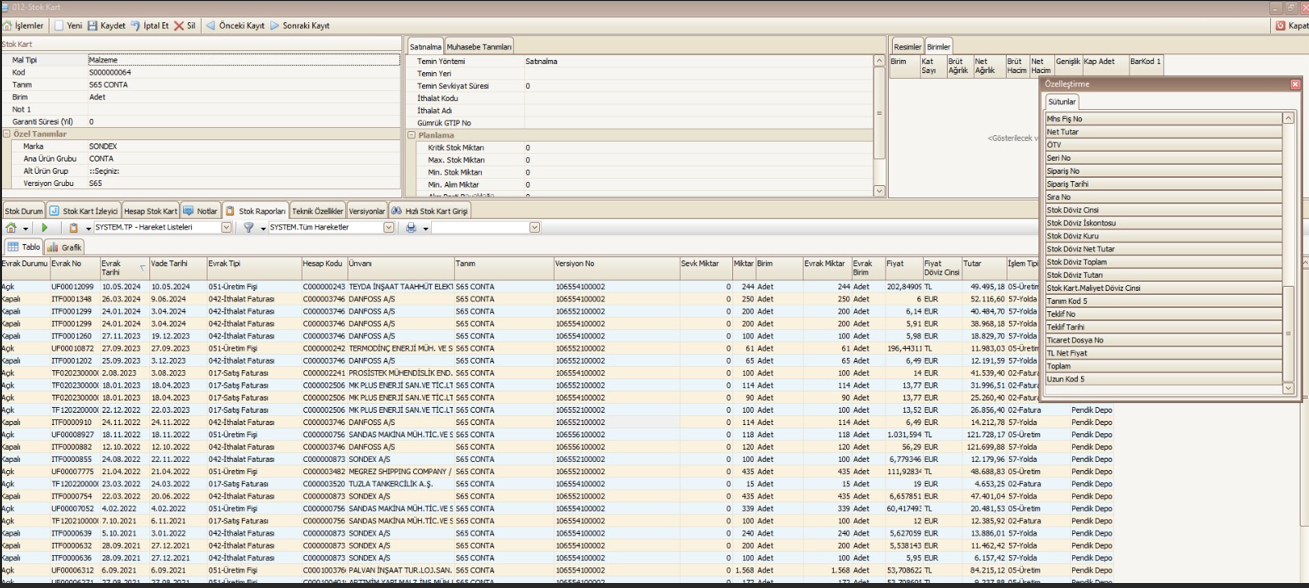 012-Stok Kart
İşlemler Yeni Kaydet İptal Et Sil Önceki Kayıt Sonraki Kayıt Kapat
Stok Kart
Mal Tipi Malzeme
Kod S000000064
Tanım S65 CONTA
Birim Adet
Not 1
Garanti Süresi (Yıl) 0
Özel Tanımlar
Marka SONDEX
Ana Ürün Grubu CONTA
Alt Ürün Grup ::Seçiniz:
Versiyon Grubu S65
Satınalma Muhasebe Tanımları
Temin Yöntemi Satınalma
Temin Yeri
Temin Sevkiyat Süresi 0
İthalat Kodu
İthalat Adı
Gümrük GTIP No
Planlama
Kritik Stok Miktarı 0
Max. Stok Miktarı 0
Min. Stok Miktarı 0
Min. Alım Miktar 0
Resimler Birimler
Birim Kat Sayı Brüt Ağırlık Net Ağırlık Brüt Hacim Net Hacim Genişlik Kap Adet BarKod 1
<Gösterilecek v
Özelleştirme
Sütunlar
Mhs Fiş No
Net Tutar
ÖTV
Seri No
Sipariş No
Sipariş Tarihi
Sıra No
Stok Döviz Cinsi
Stok Döviz İskontosu
Stok Döviz Kuru
Stok Döviz Net Tutar
Stok Döviz Toplam
Stok Döviz Tutarı
Stok Kart.Maliyet Döviz Cinsi
Tanım Kod 5
Teklif No
Teklif Tarihi
Ticaret Dosya No
TL Net Fiyat
Toplam
Uzun Kod 5
Stok Durum Stok Kart İzleyici Hesap Stok Kart Notlar Stok Raporları Teknik Özellikler Versiyonlar Hızlı Stok Kart Girişi
SYSTEM.TP - Hareket Listeleri SYSTEM.Tüm Hareketler
Tablo Grafik
Evrak Durumu Evrak No Evrak Tarihi Vade Tarihi Evrak Tipi Hesap Kodu Ünvanı Tanım Versiyon No Sevk Miktar Miktar Birim Evrak Miktar Evrak Birim Fiyat Fiyat Döviz Cinsi Tutar İşlem Tipi
Açık UF00012099 10.05.2024 10.05.2024 051-Üretim Fişi C000000243 TEYDA İNŞAAT TAAHHÜT ELEKT S65 CONTA 106554100002 0 244 Adet 244 Adet 202,84909 TL 49.495,18 05-Üretim
Kapalı ITF0001348 26.03.2024 9.06.2024 042-İthalat Faturası C000003746 DANFOSS A/S S65 CONTA 106554100002 0 250 Adet 250 Adet 6 EUR 52.116,60 57-Yolda
Kapalı ITF0001299 24.01.2024 3.04.2024 042-İthalat Faturası C000003746 DANFOSS A/S S65 CONTA 106554100002 0 200 Adet 200 Adet 6,14 EUR 40.484,70 57-Yolda
Kapalı ITF0001299 24.01.2024 3.04.2024 042-İthalat Faturası C000003746 DANFOSS A/S S65 CONTA 106554100002 0 200 Adet 200 Adet 5,91 EUR 38.968,18 57-Yolda
Kapalı ITF0001260 27.11.2023 19.12.2023 042-İthalat Faturası C000003746 DANFOSS A/S S65 CONTA 106554100002 0 100 Adet 100 Adet 5,98 EUR 18.829,70 57-Yolda
Açık UF00010872 27.09.2023 27.09.2023 051-Üretim Fişi C000000242 TERMODİNÇ ENERJİ MÜH. VE S S65 CONTA 106554100002 0 61 Adet 61 Adet 196,44311 TL 11.983,03 05-Üretim
Kapalı ITF0001202 25.09.2023 3.12.2023 042-İthalat Faturası C000003746 DANFOSS A/S S65 CONTA 106554100002 0 65 Adet 65 Adet 6,49 EUR 12.191,59 57-Yolda
Açık TF02023000 2.08.2023 3.08.2023 017-Satış Faturası C000002241 PROSİSTEK MÜHENDİSLİK END. S65 CONTA 106554100002 0 100 Adet 100 Adet 14 EUR 41.539,40 02-Fatura
Açık TF02023000 18.01.2023 18.04.2023 017-Satış Faturası C000002506 MK PLUS ENERJİ SAN.VE TİC.LT S65 CONTA 106554100002 0 114 Adet 114 Adet 13,77 EUR 31.996,51 02-Fatura
Açık TF02023000 18.01.2023 18.04.2023 017-Satış Faturası C000002506 MK PLUS ENERJİ SAN.VE TİC.LT S65 CONTA 106554100002 0 90 Adet 90 Adet 13,77 EUR 25.260,40 02-Fatura
Açık TF12022000 22.12.2022 22.03.2023 017-Satış Faturası C000002506 MK PLUS ENERJİ SAN.VE TİC.LT S65 CONTA 106554100002 0 100 Adet 100 Adet 13,52 EUR 26.856,40 02-Fatura Pendik Depo
Kapalı ITF0000910 24.11.2022 24.11.2022 042-İthalat Faturası C000003746 DANFOSS A/S S65 CONTA 106552100002 0 114 Adet 114 Adet 6,49 EUR 14.212,78 57-Yolda Pendik Depo
Açık UF00008927 18.11.2022 18.11.2022 051-Üretim Fişi C000000756 SANDAS MAKİNA MÜH.TİC.VE S S65 CONTA 106556100002 0 118 Adet 118 Adet 1.031,594 TL 121.728,17 05-Üretim Pendik Depo
Kapalı ITF0000882 12.10.2022 12.10.2022 042-İthalat Faturası C000003746 DANFOSS A/S S65 CONTA 106556100002 0 120 Adet 120 Adet 56,29 EUR 121.699,88 57-Yolda Pendik Depo
Kapalı ITF0000855 24.08.2022 22.11.2022 042-İthalat Faturası C000000873 SONDEX A/S S65 CONTA 106554100002 0 100 Adet 100 Adet 6,779346 EUR 12.179,96 57-Yolda Pendik Depo
Açık UF00007775 21.04.2022 21.04.2022 051-Üretim Fişi C000003482 MEGREZ SHIPPING COMPANY / S65 CONTA 106552100002 0 435 Adet 435 Adet 111,92834 TL 48.688,83 05-Üretim Pendik Depo
Açık TF12022000 23.03.2022 24.03.2022 017-Satış Faturası C000003520 TUZLA TANKERCİLİK A.Ş. S65 CONTA 106552100002 0 15 Adet 15 Adet 19 EUR 4.653,25 02-Fatura Pendik Depo
Kapalı ITF0000754 22.03.2022 20.06.2022 042-İthalat Faturası C000000873 SONDEX A/S S65 CONTA 106552100002 0 435 Adet 435 Adet 6,657851 EUR 47.401,04 57-Yolda Pendik Depo
Açık UF00007052 4.02.2022 4.02.2022 051-Üretim Fişi C000000756 SANDAS MAKİNA MÜH.TİC.VE S S65 CONTA 106554100002 0 339 Adet 339 Adet 60,417493 TL 20.481,53 05-Üretim Pendik Depo
Açık TF12021000 7.10.2021 6.11.2021 017-Satış Faturası C000000756 SANDAS MAKİNA MÜH.TİC.VE S S65 CONTA 106554100002 0 100 Adet 100 Adet 12 EUR 12.385,92 02-Fatura Pendik Depo
Kapalı ITF0000639 5.10.2021 3.01.2022 042-İthalat Faturası C000000873 SONDEX A/S S65 CONTA 106554100002 0 240 Adet 240 Adet 5,627059 EUR 13.886,01 57-Yolda Pendik Depo
Kapalı ITF0000632 28.09.2021 27.12.2021 042-İthalat Faturası C000000873 SONDEX A/S S65 CONTA 106554100002 0 200 Adet 200 Adet 5,538143 EUR 11.462,42 57-Yolda Pendik Depo
Kapalı ITF0000636 28.09.2021 27.12.2021 042-İthalat Faturası C000000873 SONDEX A/S S65 CONTA 106554100002 0 100 Adet 100 Adet 5,95 EUR 6.157,42 57-Yolda Pendik Depo
Açık UF00006312 6.09.2021 6.09.2021 051-Üretim Fişi PALVAN İNŞAAT TUR.LOJ.SAN. S65 CONTA 106554100002 0 1.568 Adet 1.568 Adet 53,708622 TL 84.215,12 05-Üretim Pendik Depo